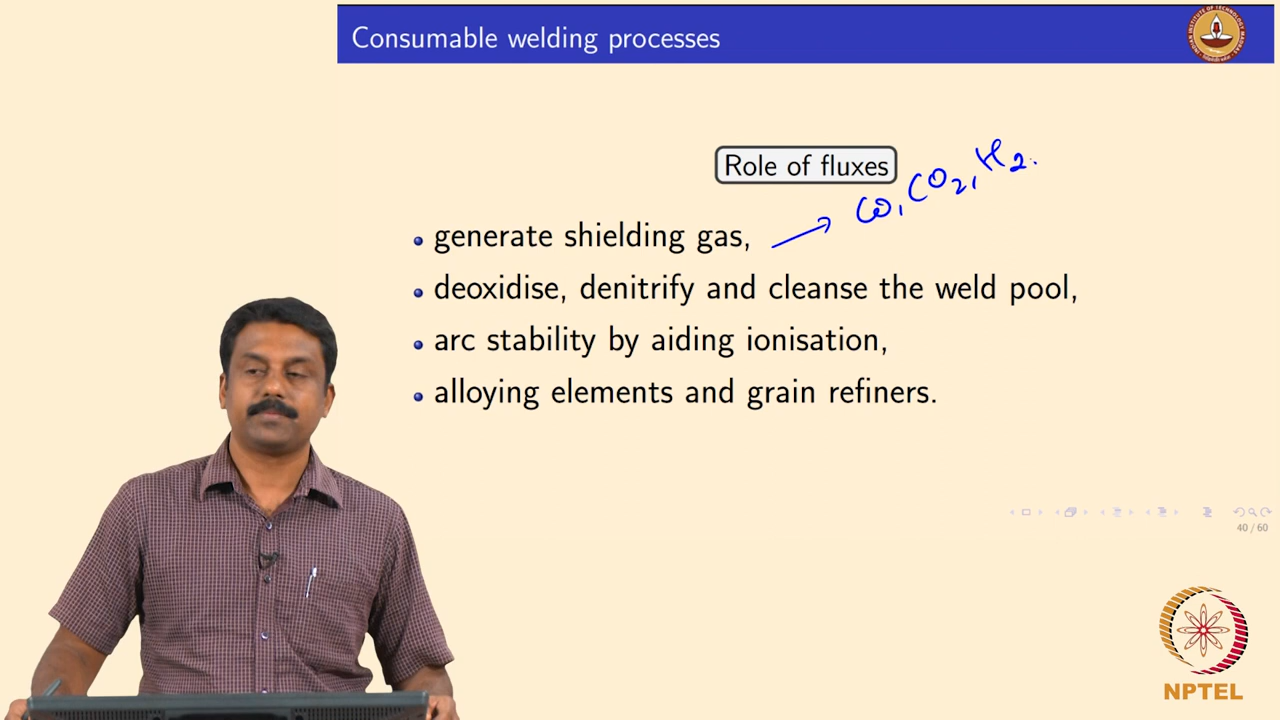 Consumable welding processes
Role of fluxes
CO, CO2, H2.
generate shielding gas,
deoxidise, denitrify and cleanse the weld pool,
arc stability by aiding ionisation,
alloying elements and grain refiners.
40 / 60
NPTEL